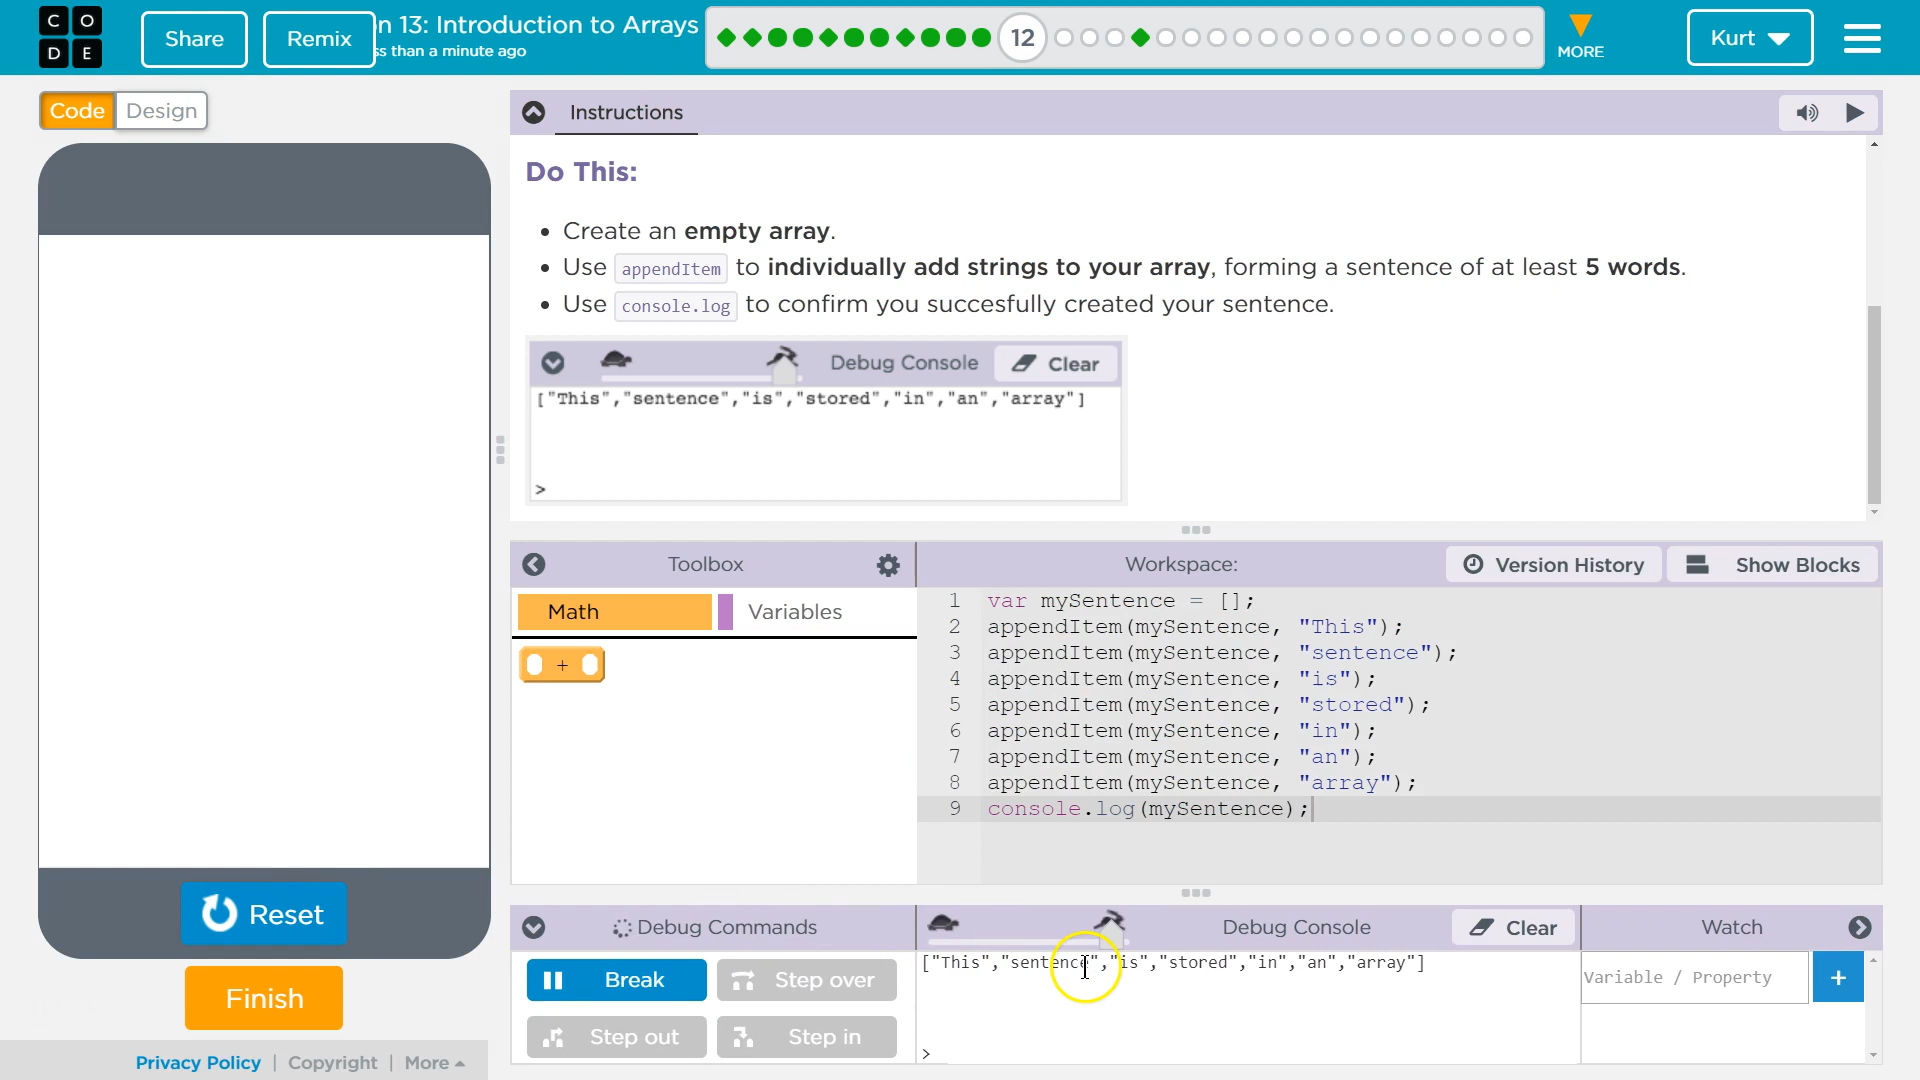 C O
D E
Share
Remix
n 13: Introduction to Arrays
ss than a minute ago
12
MORE
Kurt
Code
Design
Instructions
Do This:
• Create an empty array.
• Use appendItem to individually add strings to your array, forming a sentence of at least 5 words.
• Use console.log to confirm you succesfully created your sentence.
Debug Console
Clear
["This","sentence","is","stored","in","an","array"]
>
Toolbox
Workspace:
Version History
Show Blocks
Math
Variables
+
1 var mySentence = [];
2 appendItem(mySentence, "This");
3 appendItem(mySentence, "sentence");
4 appendItem(mySentence, "is");
5 appendItem(mySentence, "stored");
6 appendItem(mySentence, "in");
7 appendItem(mySentence, "an");
8 appendItem(mySentence, "array");
9 console.log(mySentence);
Reset
Finish
Debug Commands
Break
Step over
Step out
Step in
Debug Console
Clear
["This","sentence","is","stored","in","an","array"]
>
Watch
Variable / Property
+
Privacy Policy | Copyright | More